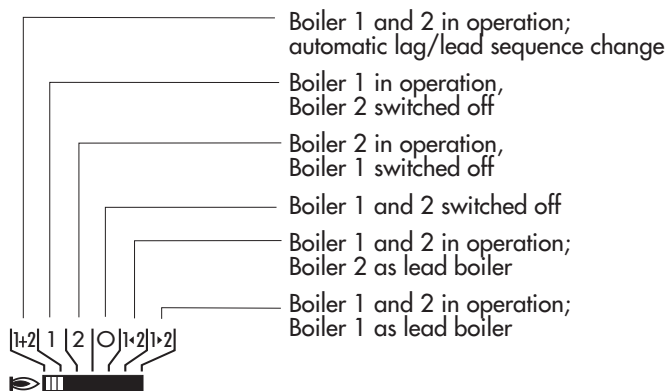 Boiler 1 and 2 in operation;
automatic lag/lead sequence change
Boiler 1 in operation,
Boiler 2 switched off
Boiler 2 in operation,
Boiler 1 switched off
Boiler 1 and 2 switched off
Boiler 1 and 2 in operation;
Boiler 2 as lead boiler
Boiler 1 and 2 in operation;
Boiler 1 as lead boiler
1+2 1 2 O 1◂2 1▸2